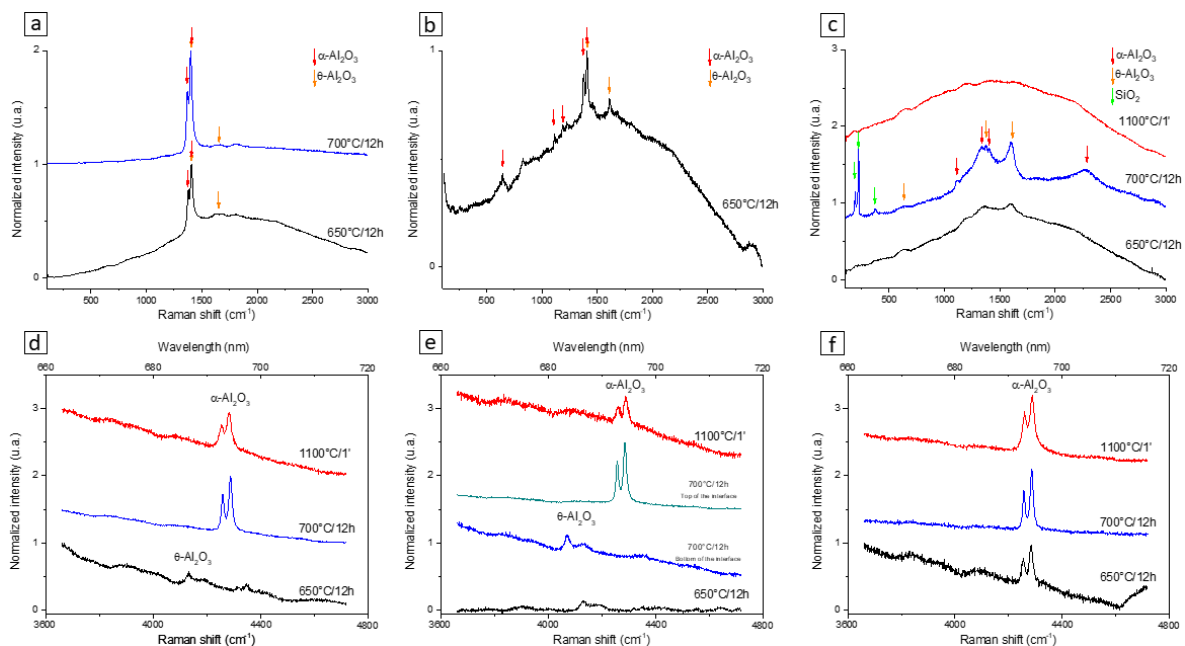 a
2
α-Al₂O₃
θ-Al₂O₃
700°C/12h
1
650°C/12h
0
500 1000 1500 2000 2500 3000
Raman shift (cm⁻¹)
Normalized intensity (u.a.)
b
1
α-Al₂O₃
θ-Al₂O₃
650°C/12h
0
500 1000 1500 2000 2500 3000
Raman shift (cm⁻¹)
Normalized intensity (u.a.)
c
3
α-Al₂O₃
θ-Al₂O₃
SiO₂
1100°C/1'
2
700°C/12h
1
650°C/12h
0
500 1000 1500 2000 2500 3000
Raman shift (cm⁻¹)
Normalized intensity (u.a.)
d
Wavelength (nm)
660 680 700 720
α-Al₂O₃
3
1100°C/1'
2
700°C/12h
1
θ-Al₂O₃
650°C/12h
0
3600 4000 4400 4800
Raman shift (cm⁻¹)
Normalized intensity (u.a.)
e
Wavelength (nm)
660 680 700 720
α-Al₂O₃
3
1100°C/1'
2
700°C/12h
Top of the interface
θ-Al₂O₃
1
700°C/12h
Bottom of the interface
650°C/12h
0
3600 4000 4400 4800
Raman shift (cm⁻¹)
Normalized intensity (u.a.)
f
Wavelength (nm)
660 680 700 720
α-Al₂O₃
3
1100°C/1'
2
700°C/12h
1
650°C/12h
0
3600 4000 4400 4800
Raman shift (cm⁻¹)
Normalized intensity (u.a.)